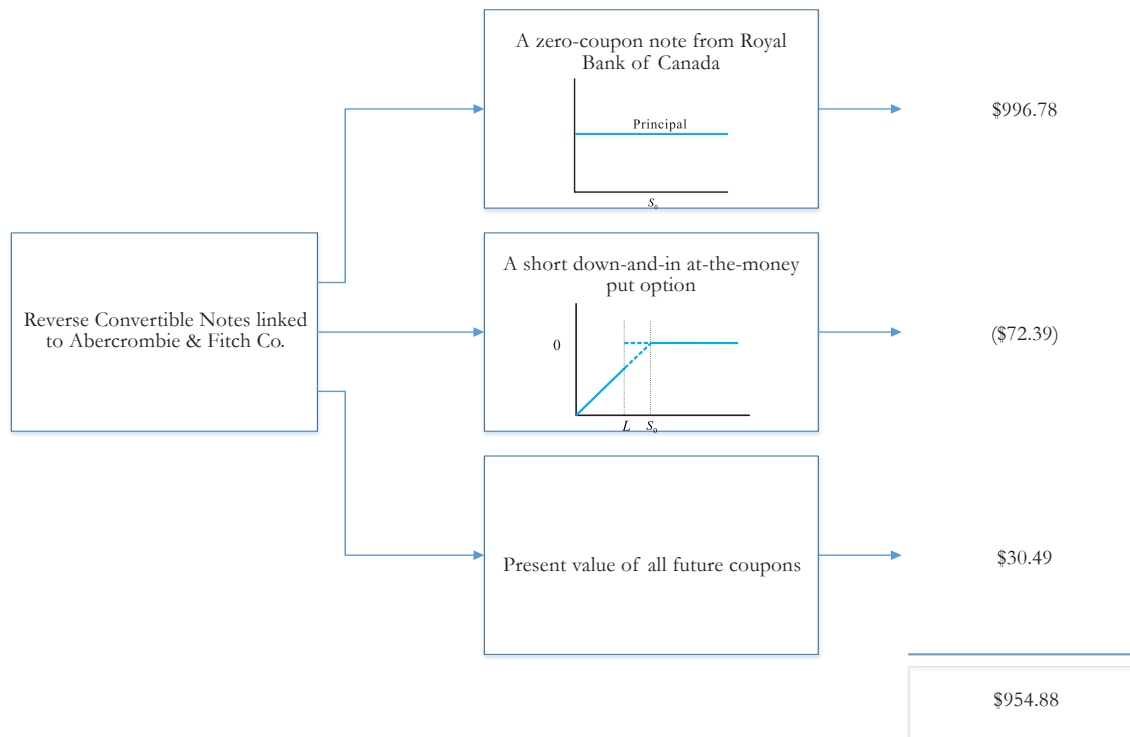 A zero-coupon note from Royal
Bank of Canada
Principal
S₀
$996.78
Reverse Convertible Notes linked
to Abercrombie & Fitch Co.
A short down-and-in at-the-money
put option
0
L S₀
($72.39)
Present value of all future coupons
$30.49
$954.88